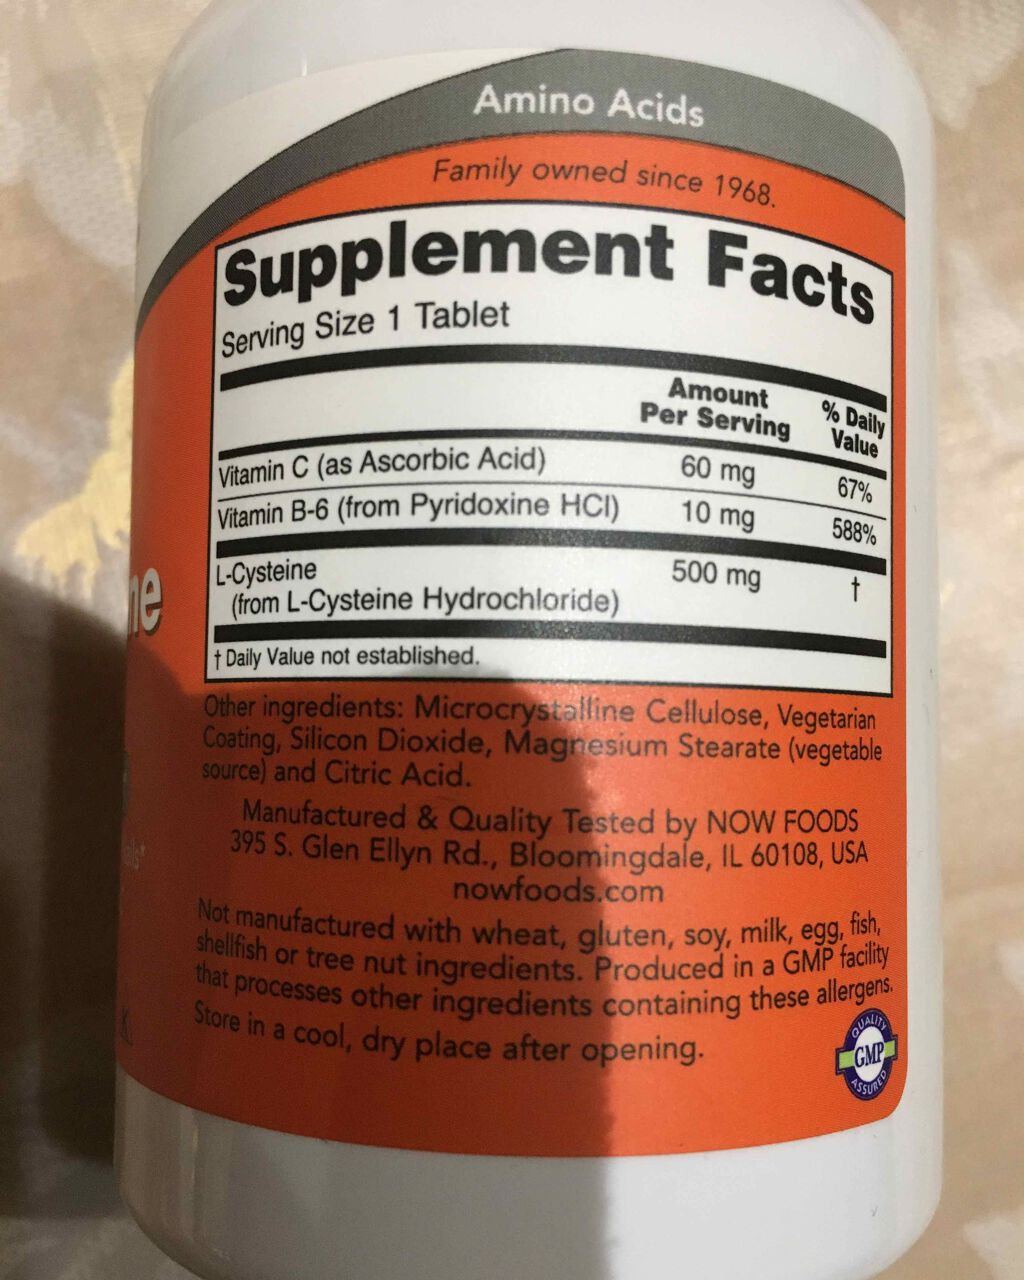 Amino Acids
Family owned since 1968.
Supplement Facts
Serving Size 1 Tablet
Amount Per Serving % Daily Value
Vitamin C (as Ascorbic Acid) 60 mg 67%
Vitamin B-6 (from Pyridoxine HCl) 10 mg 588%
L-Cysteine 500 mg †
(from L-Cysteine Hydrochloride)
† Daily Value not established.
Other ingredients: Microcrystalline Cellulose, Vegetarian
Coating, Silicon Dioxide, Magnesium Stearate (vegetable
source) and Citric Acid.
Manufactured & Quality Tested by NOW FOODS
395 S. Glen Ellyn Rd., Bloomingdale, IL 60108, USA
nowfoods.com
Not manufactured with wheat, gluten, soy, milk, egg, fish,
shellfish or tree nut ingredients. Produced in a GMP facility
that processes other ingredients containing these allergens.
Store in a cool, dry place after opening.
QUALITY
GMP
ASSURED